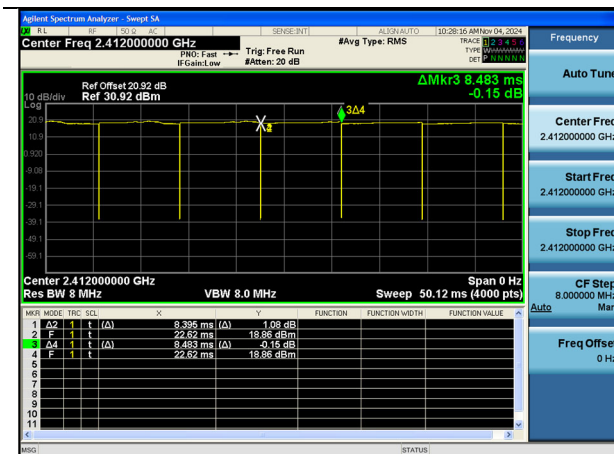 Agilent Spectrum Analyzer - Swept SA
RL RF 50 Ω AC SENSE:INT ALIGN AUTO 10:28:16 AM Nov 04, 2024
Center Freq 2.412000000 GHz
PNO: Fast
IFGain:Low
Trig: Free Run
#Atten: 20 dB
#Avg Type: RMS
TRACE 1 2 3 4 5 6
TYPE
DET P N N N N N
Ref Offset 20.92 dB
10 dB/div Ref 30.92 dBm
Log
ΔMkr3 8.483 ms
-0.15 dB
20.9
10.9
0.920
-9.08
-19.1
-29.1
-39.1
-49.1
-59.1
3Δ4
Center 2.412000000 GHz Span 0 Hz
Res BW 8 MHz VBW 8.0 MHz Sweep 50.12 ms (4000 pts)
MKR MODE TRC SCL X Y FUNCTION FUNCTION WIDTH FUNCTION VALUE
1 Δ2 1 t (Δ) 8.395 ms (Δ) 1.08 dB
2 F 1 t 22.62 ms 18.86 dBm
3 Δ4 1 t (Δ) 8.483 ms (Δ) -0.15 dB
4 F 1 t 22.62 ms 18.86 dBm
5
6
7
8
9
10
11
MSG STATUS
Frequency
Auto Tune
Center Freq
2.412000000 GHz
Start Freq
2.412000000 GHz
Stop Freq
2.412000000 GHz
CF Step
8.000000 MHz
Auto Man
Freq Offset
0 Hz